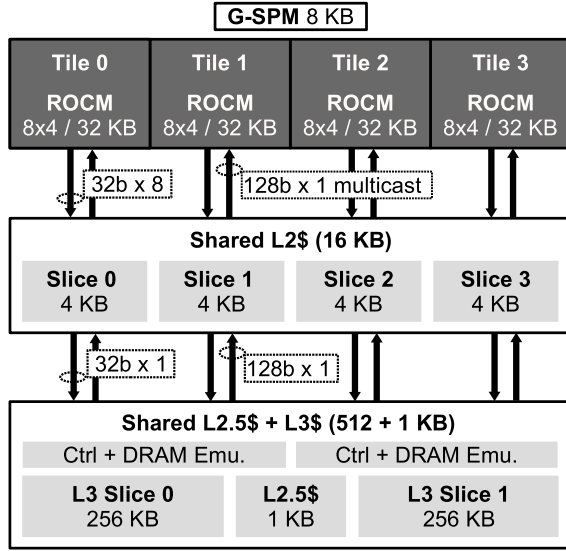 G-SPM 8 KB
Tile 0 Tile 1 Tile 2 Tile 3
ROCM ROCM ROCM ROCM
8x4 / 32 KB 8x4 / 32 KB 8x4 / 32 KB 8x4 / 32 KB
32b x 8 128b x 1 multicast
Shared L2$ (16 KB)
Slice 0 Slice 1 Slice 2 Slice 3
4 KB 4 KB 4 KB 4 KB
32b x 1 128b x 1
Shared L2.5$ + L3$ (512 + 1 KB)
Ctrl + DRAM Emu. Ctrl + DRAM Emu.
L3 Slice 0 L2.5$ L3 Slice 1
256 KB 1 KB 256 KB